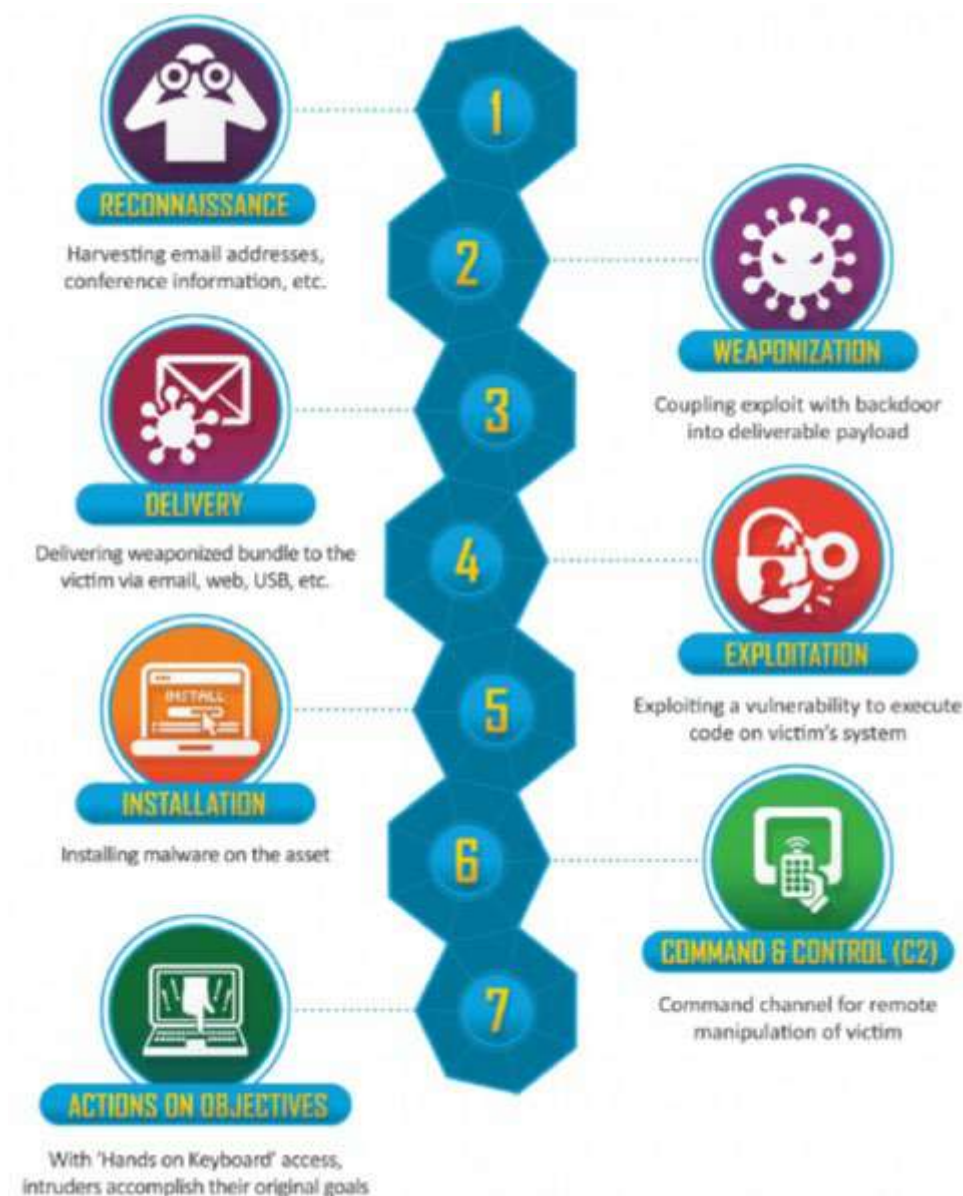 1
RECONNAISSANCE
Harvesting email addresses,
conference information, etc.
2
WEAPONIZATION
Coupling exploit with backdoor
into deliverable payload
3
DELIVERY
Delivering weaponized bundle to the
victim via email, web, USB, etc.
4
EXPLOITATION
Exploiting a vulnerability to execute
code on victim's system
5
INSTALL
INSTALLATION
Installing malware on the asset
6
COMMAND & CONTROL (C2)
Command channel for remote
manipulation of victim
7
ACTIONS ON OBJECTIVES
With 'Hands on Keyboard' access,
intruders accomplish their original goals